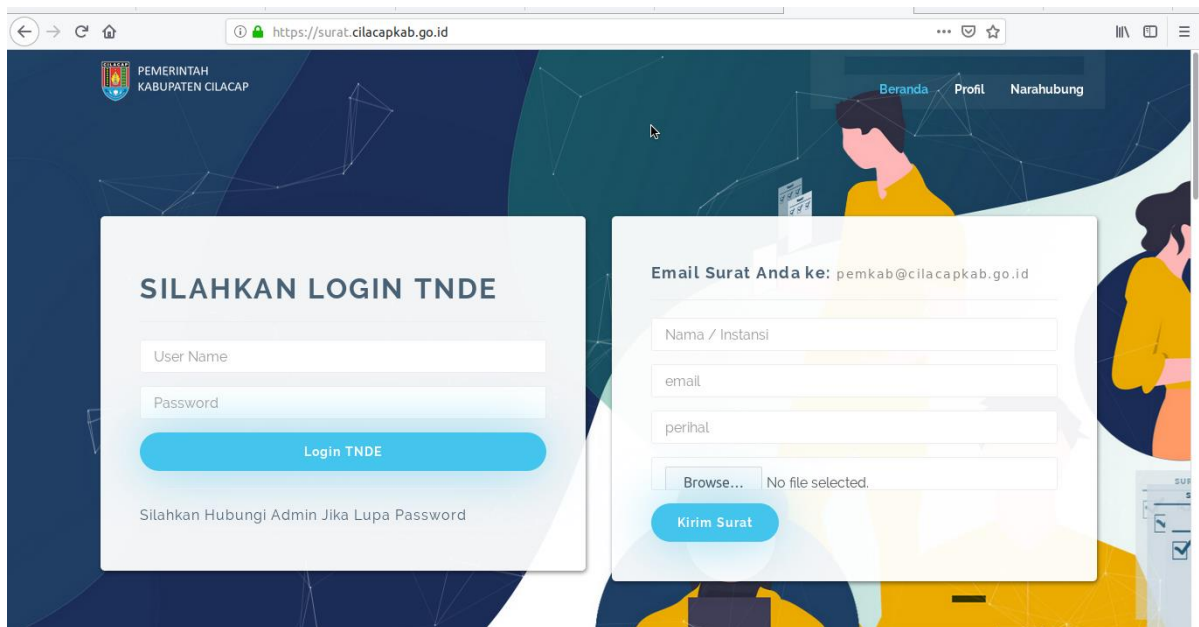 https://surat.cilacapkab.go.id
CILACAP
PEMERINTAH
KABUPATEN CILACAP
Beranda
Profil
Narahubung
SILAHKAN LOGIN TNDE
User Name
Password
Login TNDE
Silahkan Hubungi Admin Jika Lupa Password
Email Surat Anda ke: pemkab@cilacapkab.go.id
Nama / Instansi
email
perihal
Browse... No file selected.
Kirim Surat